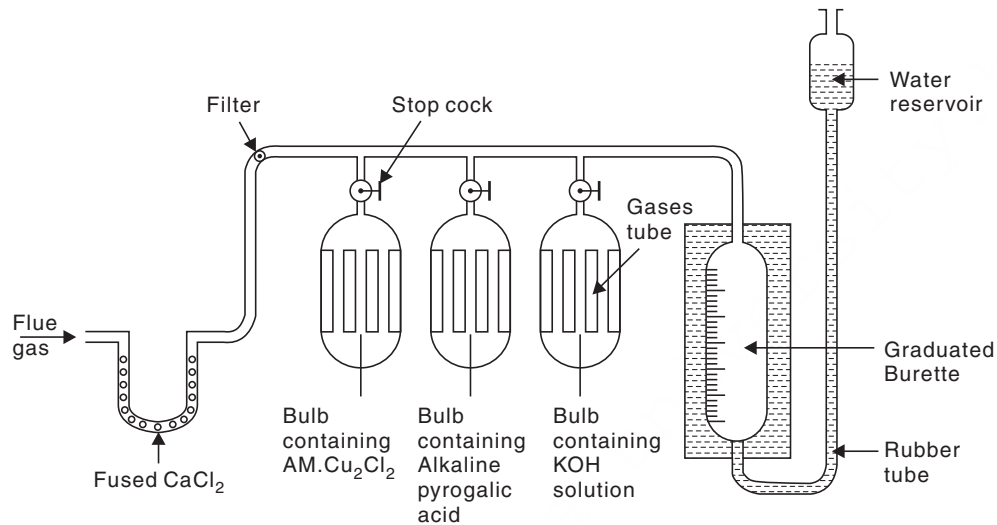 Water
reservoir
Filter
Stop cock
Gases
tube
Flue
gas
Graduated
Burette
Bulb
containing
AM.Cu₂Cl₂
Bulb
containing
Alkaline
pyrogalic
acid
Bulb
containing
KOH
solution
Rubber
tube
Fused CaCl₂